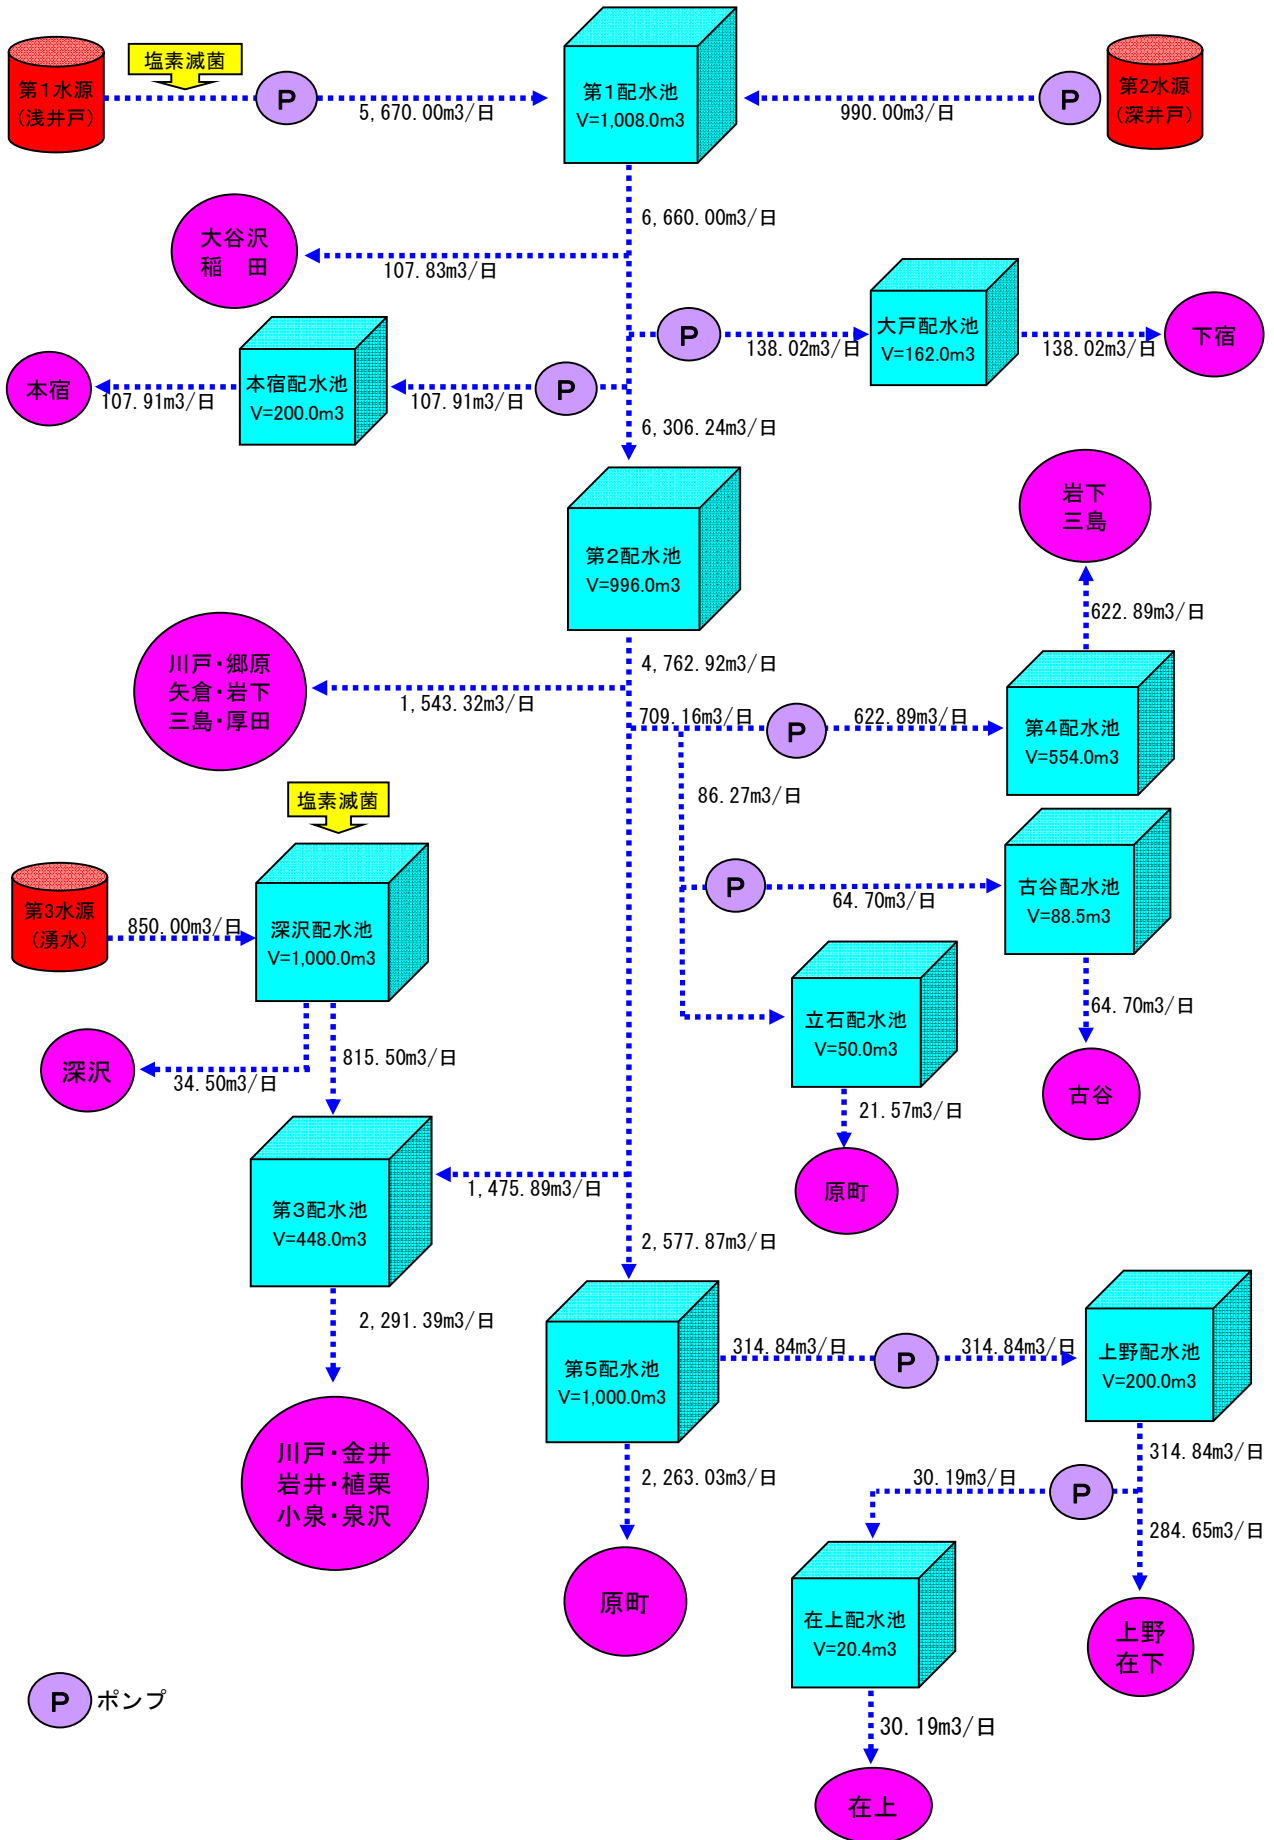 塩素滅菌
第1水源
(浅井戸)
P
5,670.00m3/日
第1配水池
V=1,008.0m3
990.00m3/日
P
第2水源
(深井戸)
6,660.00m3/日
大谷沢
稲　田
107.83m3/日
P
138.02m3/日
大戸配水池
V=162.0m3
138.02m3/日
下宿
本宿
107.91m3/日
本宿配水池
V=200.0m3
107.91m3/日
P
6,306.24m3/日
第2配水池
V=996.0m3
岩下
三島
622.89m3/日
4,762.92m3/日
川戸・郷原
矢倉・岩下
三島・厚田
1,543.32m3/日
709.16m3/日
P
622.89m3/日
第4配水池
V=554.0m3
86.27m3/日
塩素滅菌
第3水源
(湧水)
850.00m3/日
深沢配水池
V=1,000.0m3
P
64.70m3/日
古谷配水池
V=88.5m3
64.70m3/日
古谷
立石配水池
V=50.0m3
21.57m3/日
原町
深沢
34.50m3/日
815.50m3/日
第3配水池
V=448.0m3
1,475.89m3/日
2,577.87m3/日
2,291.39m3/日
川戸・金井
岩井・植栗
小泉・泉沢
第5配水池
V=1,000.0m3
314.84m3/日
P
314.84m3/日
上野配水池
V=200.0m3
2,263.03m3/日
原町
314.84m3/日
30.19m3/日
P
284.65m3/日
上野
在下
在上配水池
V=20.4m3
30.19m3/日
在上
P
ポンプ